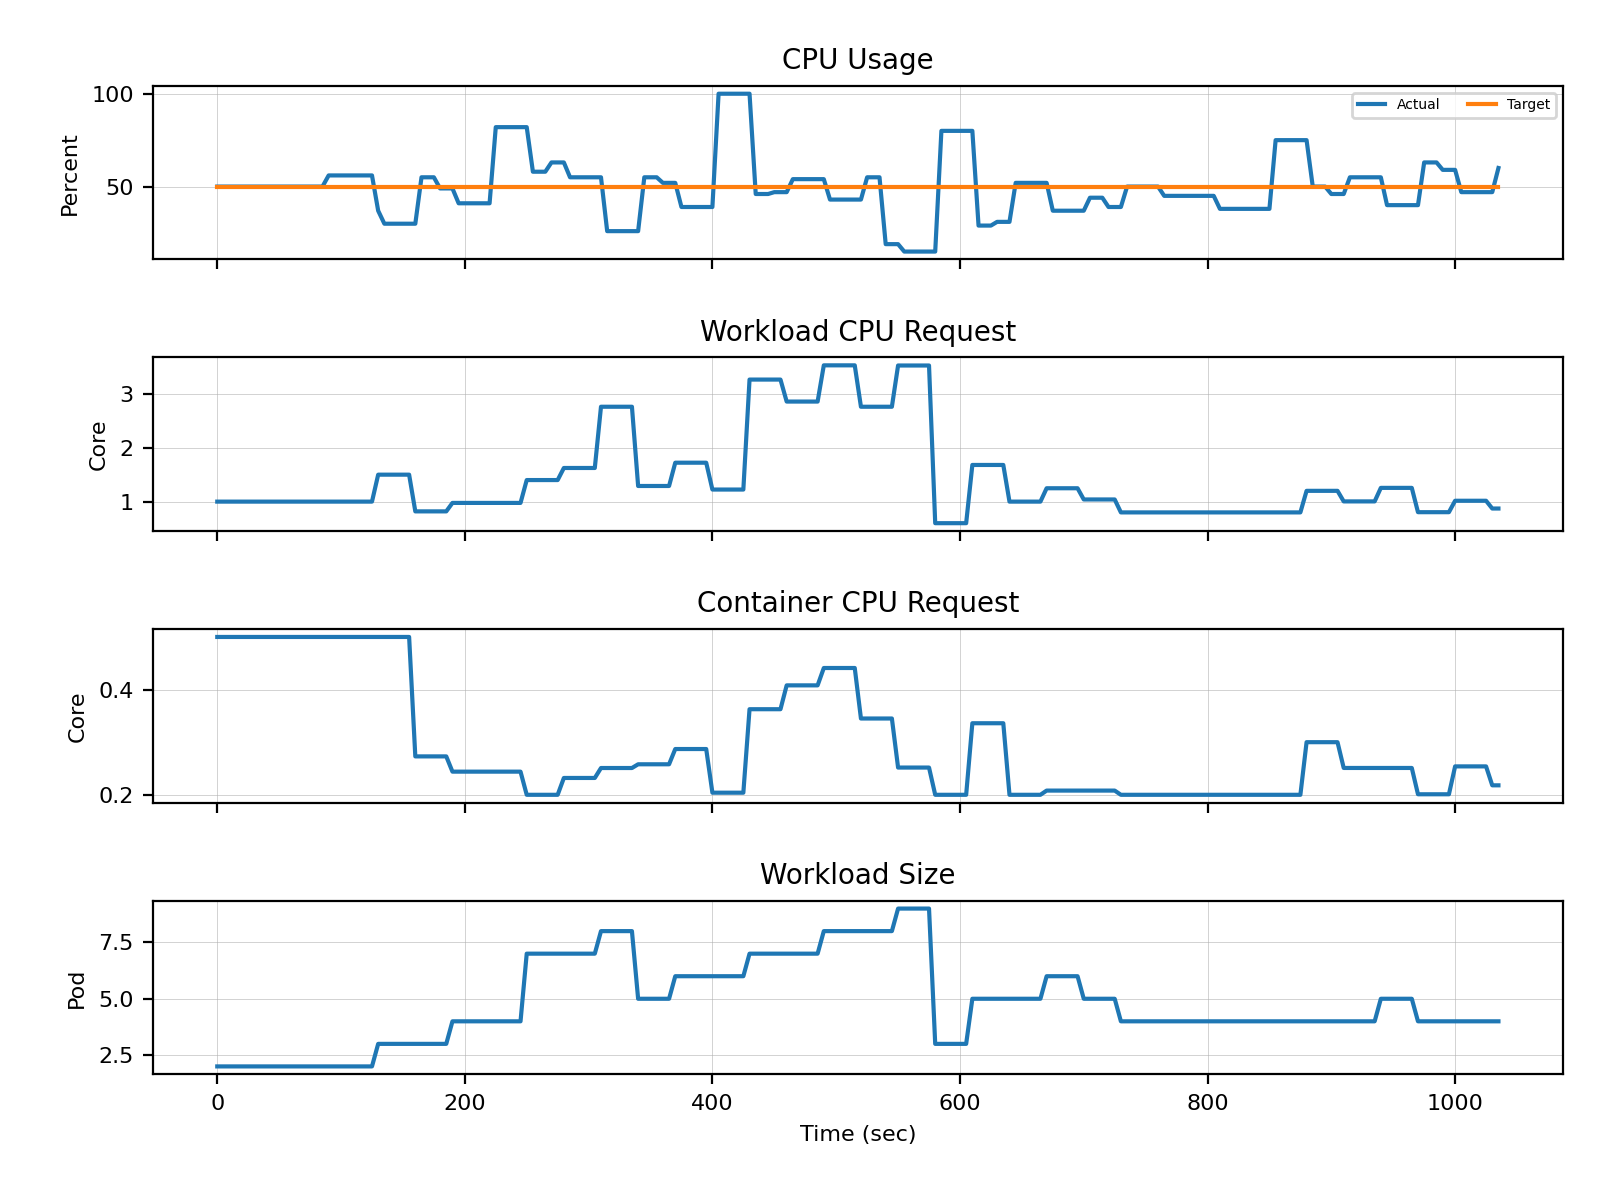 CPU Usage
100
50
Percent
Actual Target
Workload CPU Request
3
2
1
Core
Container CPU Request
0.4
0.2
Core
Workload Size
7.5
5.0
2.5
Pod
0 200 400 600 800 1000
Time (sec)